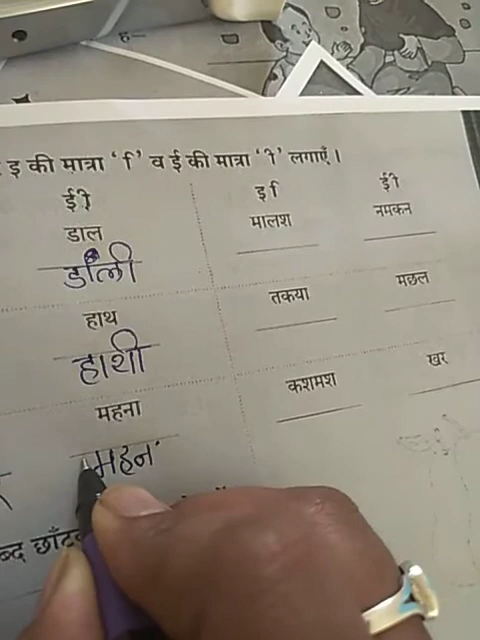 इ की मात्रा 'ि' व ई की मात्रा 'ी' लगाएँ।
ई ी इ ि ई ी
डाल मालश नमकन
डाली
हाथ तकया मछल
हाथी
महना कशमश खर
महन